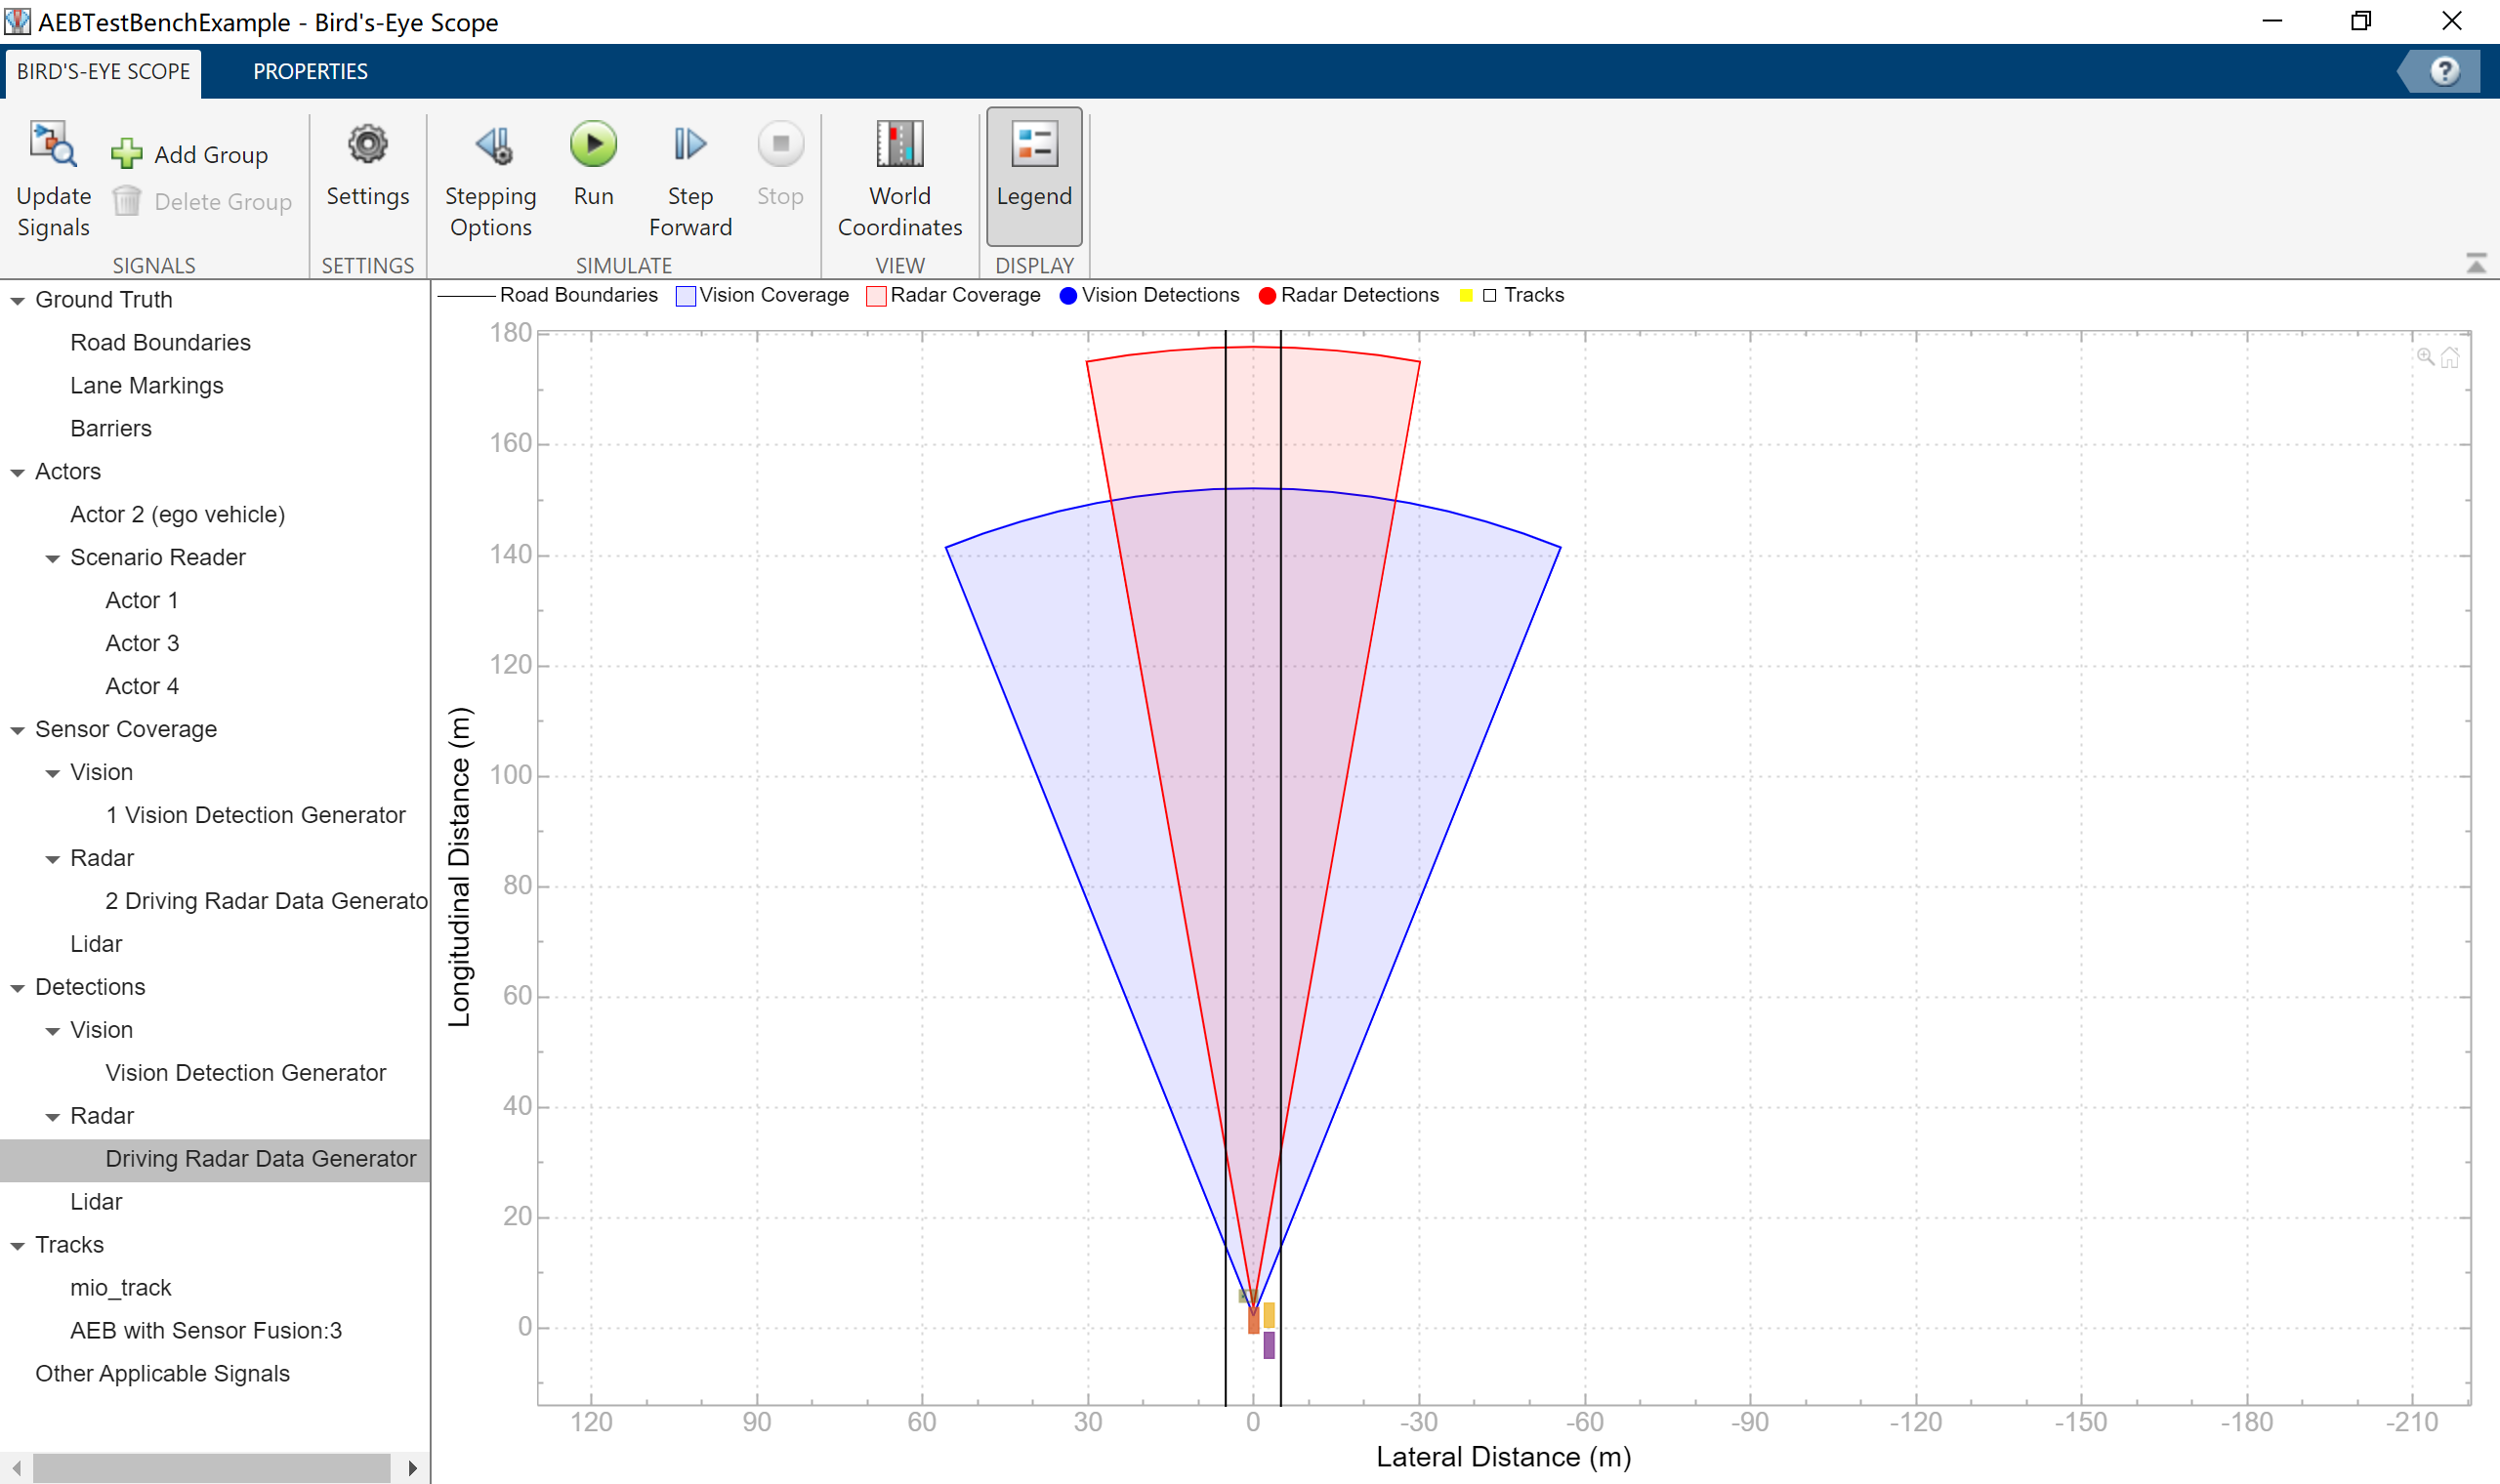 AEBTestBenchExample - Bird's-Eye Scope
BIRD'S-EYE SCOPE
PROPERTIES
?
Update
Signals
Add Group
Delete Group
SIGNALS
Settings
SETTINGS
Stepping
Options
Run
Step
Forward
Stop
SIMULATE
World
Coordinates
VIEW
Legend
DISPLAY
Ground Truth
Road Boundaries
Lane Markings
Barriers
Actors
Actor 2 (ego vehicle)
Scenario Reader
Actor 1
Actor 3
Actor 4
Sensor Coverage
Vision
1 Vision Detection Generator
Radar
2 Driving Radar Data Generato
Lidar
Detections
Vision
Vision Detection Generator
Radar
Driving Radar Data Generator
Lidar
Tracks
mio_track
AEB with Sensor Fusion:3
Other Applicable Signals
Road Boundaries Vision Coverage Radar Coverage Vision Detections Radar Detections Tracks
180
160
140
120
100
80
60
40
20
0
Longitudinal Distance (m)
120 90 60 30 0 -30 -60 -90 -120 -150 -180 -210
Lateral Distance (m)